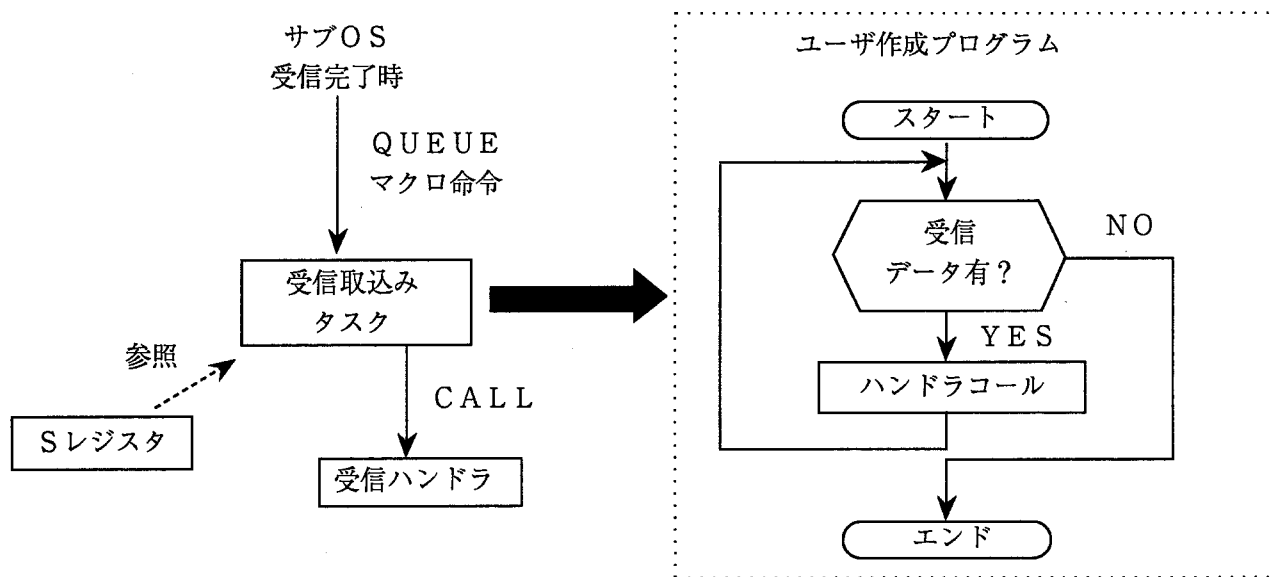 サブＯＳ
受信完了時
ＱＵＥＵＥ
マクロ命令
受信取込み
タスク
参照
Ｓレジスタ
ＣＡＬＬ
受信ハンドラ
ユーザ作成プログラム
スタート
受信
データ有？
ＮＯ
ＹＥＳ
ハンドラコール
エンド